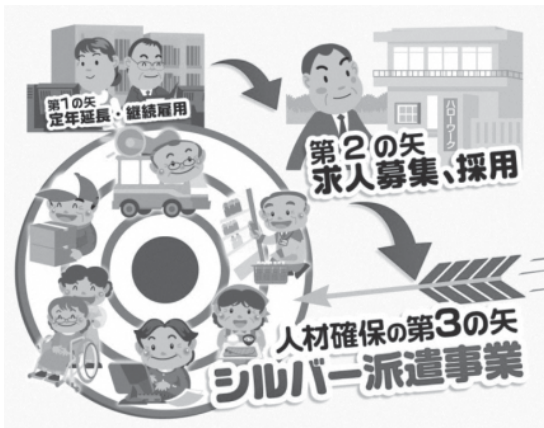 第1の矢
定年延長・継続雇用
第2の矢
求人募集、採用
ハローワーク
人材確保の第3の矢
シルバー派遣事業